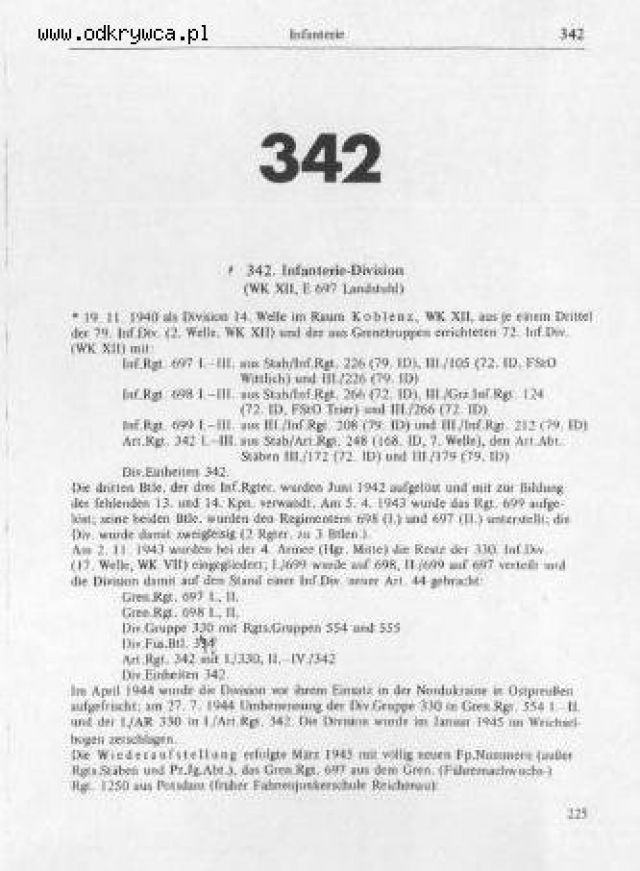 www.odkrywca.pl Infanterie 342
342
342. Infanterie-Division
(WK XII, E 697 Landstuhl)
* 19. 11. 1940 als Division 14. Welle im Raum Koblenz, WK XII, aus je einem Drittel
der 79. Inf.Div. (2. Welle, WK XII) und der aus Grenztruppen errichteten 72. Inf.Div.
(WK XII) mit:
Inf.Rgt. 697 I.–III. aus Stab/Inf.Rgt. 226 (79. ID), III./105 (72. ID, FStO
Wittlich) und III./226 (79. ID)
Inf.Rgt. 698 I.–III. aus Stab/Inf.Rgt. 266 (72. ID), III./Grz.Inf.Rgt. 124
(72. ID, FStO Trier) und III./266 (72. ID)
Inf.Rgt. 699 I.–III. aus III./Inf.Rgt. 208 (79. ID) und III./Inf.Rgt. 212 (79. ID)
Art.Rgt. 342 I.–III. aus Stab/Art.Rgt. 248 (168. ID, 7. Welle), den Art.Abt.
Stäben III./172 (72. ID) und III./179 (79. ID)
Div.Einheiten 342.
Die dritten Btle. der drei Inf.Rgter. wurden Juni 1942 aufgelöst und mit zur Bildung
der fehlenden 13. und 14. Kpn. verwandt. Am 5. 4. 1943 wurde das Rgt. 699 aufge-
löst; seine beiden Btle. wurden den Regimentern 698 (I.) und 697 (II.) unterstellt; die
Div. wurde damit zweigleisig (2 Rgter. zu 3 Btlen.).
Am 2. 11. 1943 wurden bei der 4. Armee (Hgr. Mitte) die Reste der 330. Inf.Div.
(17. Welle, WK VII) eingegliedert; I./699 wurde auf 698, II./699 auf 697 verteilt und
die Division damit auf den Stand einer Inf.Div. neuer Art. 44 gebracht:
Gren.Rgt. 697 I., II.
Gren.Rgt. 698 I., II.
Div.Gruppe 330 mit Rgts.Gruppen 554 und 555
Div.Fus.Btl.
Art.Rgt. 342 mit I./330, II.–IV./342
Div.Einheiten 342.
Im April 1944 wurde die Division vor ihrem Einsatz in der Nordukraine in Ostpreußen
aufgefrischt; am 27. 7. 1944 Umbenennung der Div.Gruppe 330 in Gren.Rgt. 554 I. II.
und der I./AR 330 in I./Art.Rgt. 342. Die Division wurde im Januar 1945 im Weichsel-
bogen zerschlagen.
Die Wiederaufstellung erfolgte März 1945 mit völlig neuen Fp.Nummern (außer
Rgts.Stäben und Pz.Jg.Abt.), das Gren.Rgt. 697 aus dem Gren. (Führernachwuchs-)
Rgt. 1250 aus Potsdam (früher Fahnenjunkerschule Reichenau):
225